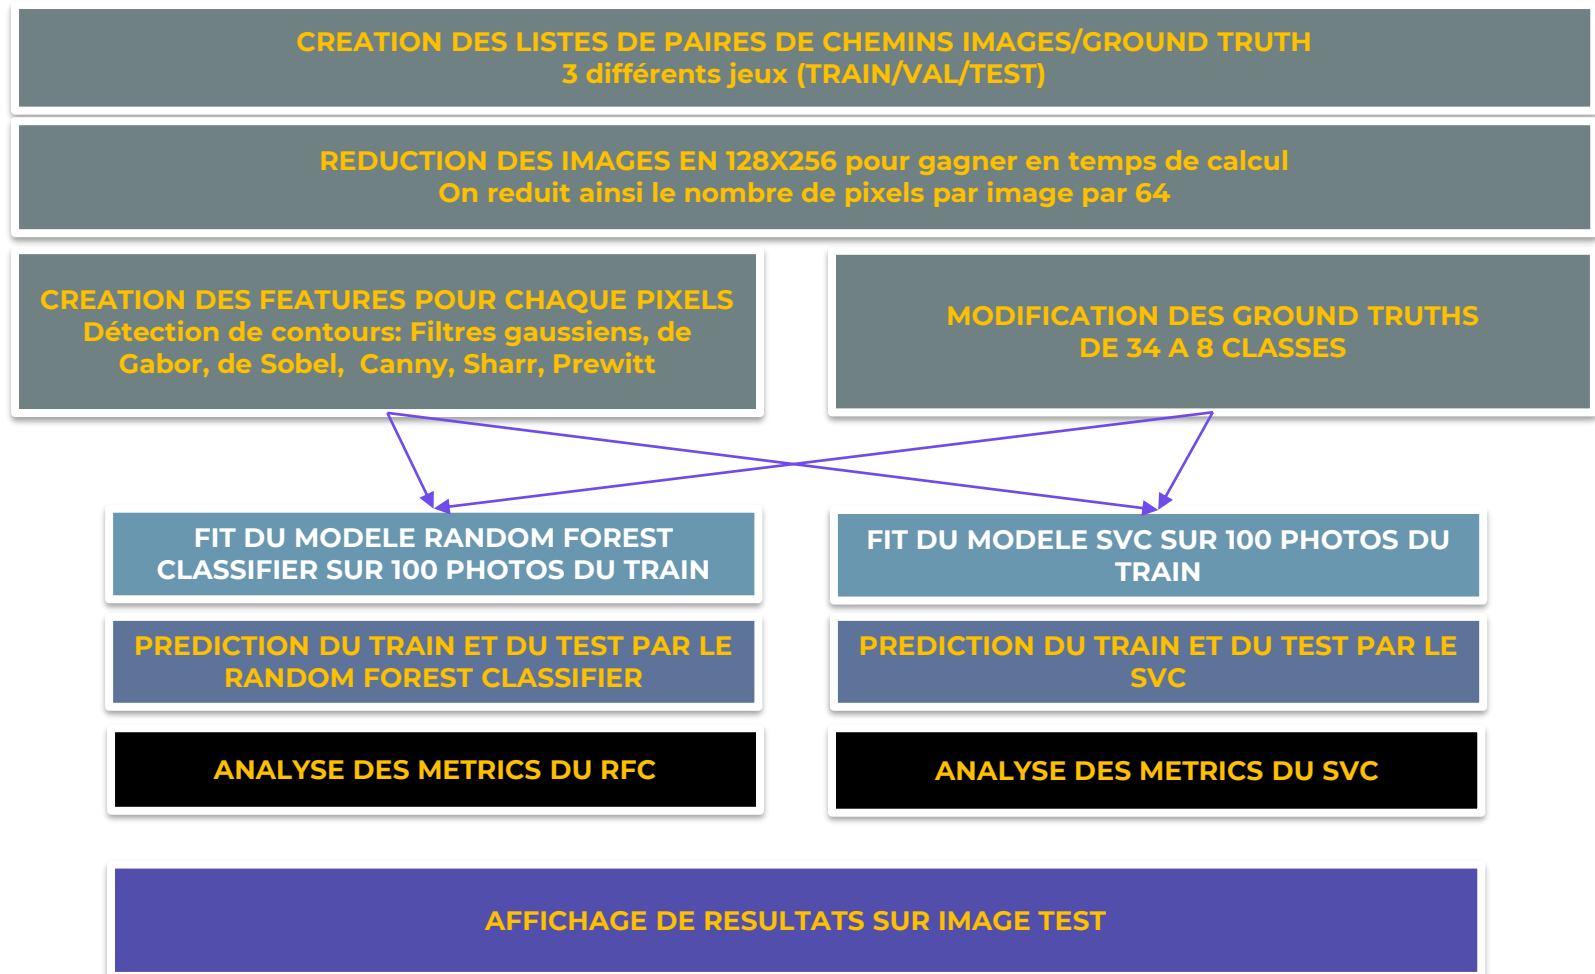 CREATION DES LISTES DE PAIRES DE CHEMINS IMAGES/GROUND TRUTH
3 différents jeux (TRAIN/VAL/TEST)
REDUCTION DES IMAGES EN 128X256 pour gagner en temps de calcul
On reduit ainsi le nombre de pixels par image par 64
CREATION DES FEATURES POUR CHAQUE PIXELS
Détection de contours: Filtres gaussiens, de
Gabor, de Sobel, Canny, Sharr, Prewitt
MODIFICATION DES GROUND TRUTHS
DE 34 A 8 CLASSES
FIT DU MODELE RANDOM FOREST
CLASSIFIER SUR 100 PHOTOS DU TRAIN
FIT DU MODELE SVC SUR 100 PHOTOS DU
TRAIN
PREDICTION DU TRAIN ET DU TEST PAR LE
RANDOM FOREST CLASSIFIER
PREDICTION DU TRAIN ET DU TEST PAR LE
SVC
ANALYSE DES METRICS DU RFC
ANALYSE DES METRICS DU SVC
AFFICHAGE DE RESULTATS SUR IMAGE TEST